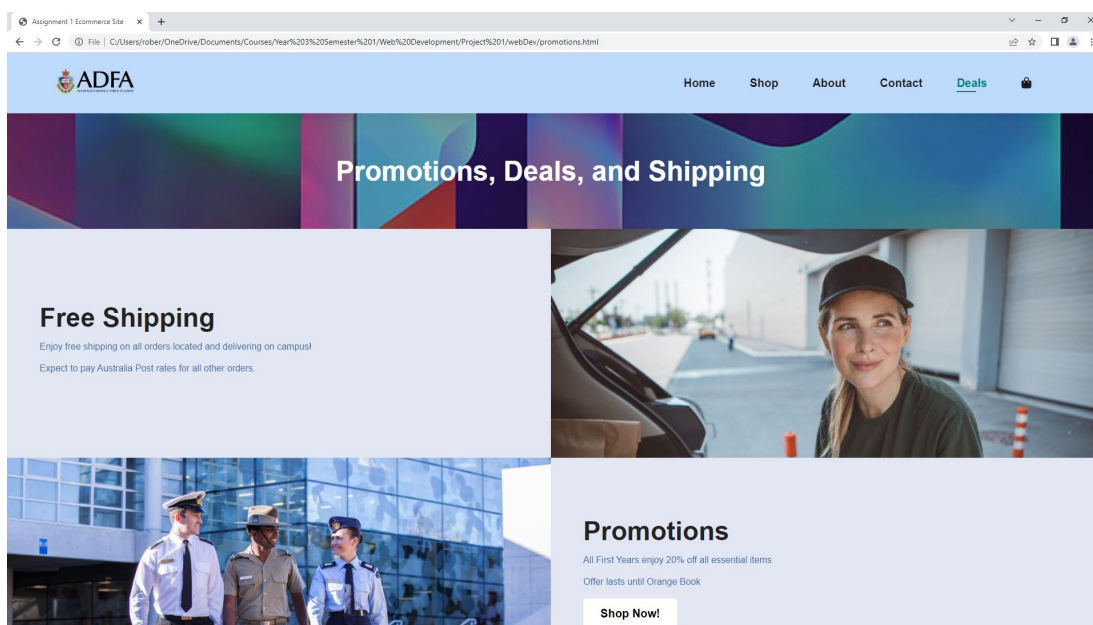 Assignment 1 Ecommerce Site
File | C:/Users/rober/OneDrive/Documents/Courses/Year%203%20Semester%201/Web%20Development/Project%201/webDev/promotions.html
ADFA
Home Shop About Contact Deals
Promotions, Deals, and Shipping
Free Shipping
Enjoy free shipping on all orders located and delivering on campus!
Expect to pay Australia Post rates for all other orders.
Promotions
All First Years enjoy 20% off all essential items
Offer lasts until Orange Book
Shop Now!